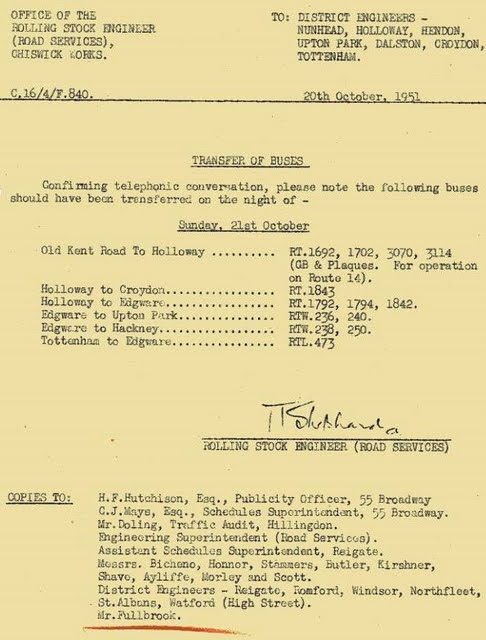 OFFICE OF THE
ROLLING STOCK ENGINEER
(ROAD SERVICES),
CHISWICK WORKS.
TO: DISTRICT ENGINEERS -
NUNHEAD, HOLLOWAY, HENDON,
UPTON PARK, DALSTON, CROYDON,
TOTTENHAM.
C.16/4/F.840.
20th October, 1951
TRANSFER OF BUSES
Confirming telephonic conversation, please note the following buses
should have been transferred on the night of -
Sunday, 21st October
Old Kent Road To Holloway .......... RT.1692, 1702, 3070, 3114
(GB & Plaques. For operation
on Route 14).
Holloway to Croydon................ RT.1843
Holloway to Edgware................ RT.1792, 1794, 1842.
Edgware to Upton Park.............. RTW.236, 240.
Edgware to Hackney................. RTW.238, 250.
Tottenham to Edgware............... RTL.473
ROLLING STOCK ENGINEER (ROAD SERVICES)
COPIES TO:
H.F.Hutchison, Esq., Publicity Officer, 55 Broadway
C.J.Mays, Esq., Schedules Superintendent, 55 Broadway.
Mr.Doling, Traffic Audit, Hillingdon.
Engineering Superintendent (Road Services).
Assistant Schedules Superintendent, Reigate.
Messrs. Bicheno, Honnor, Stammers, Butler, Kirshner,
Shave, Ayliffe, Morley and Scott.
District Engineers - Reigate, Romford, Windsor, Northfleet,
St.Albans, Watford (High Street).
Mr.Fullbrook.